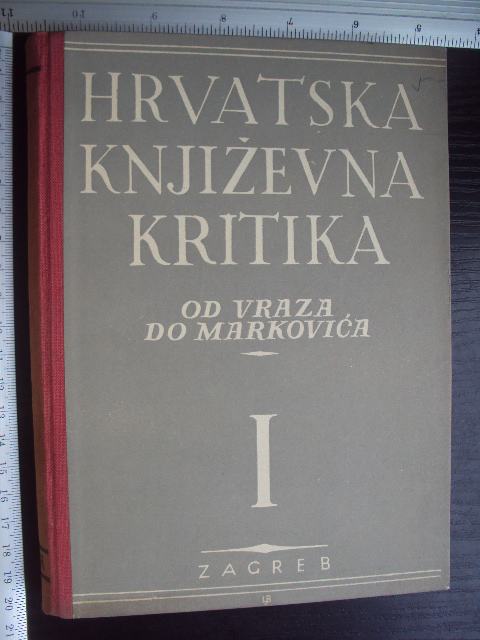 HRVATSKA
KNJIŽEVNA
KRITIKA
OD VRAZA
DO MARKOVIĆA
I
ZAGREB